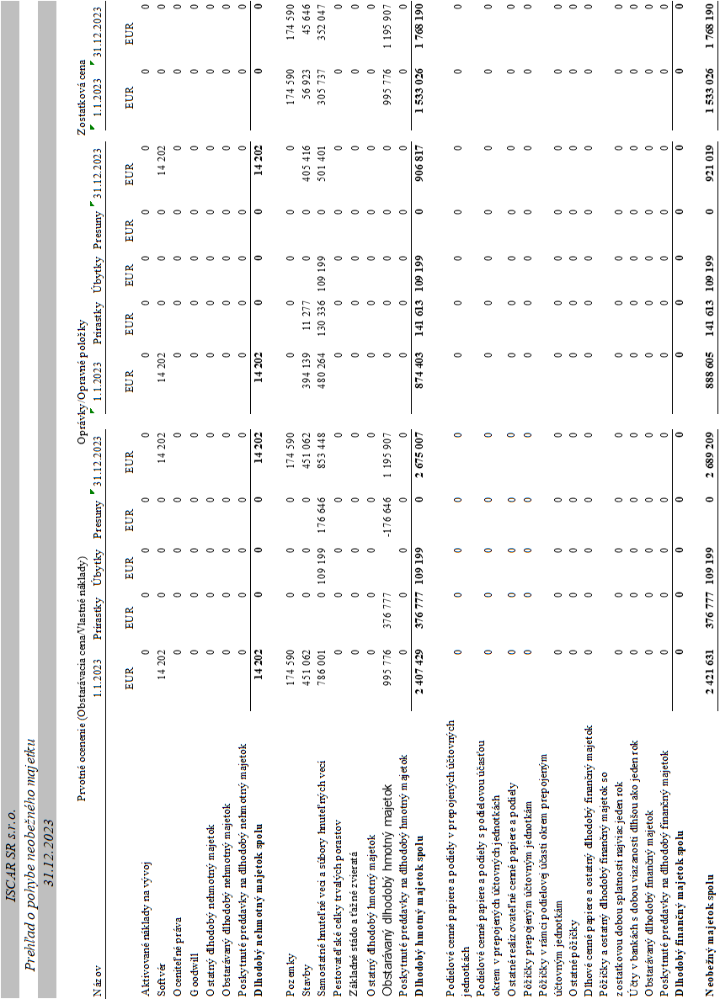 ISCAR SR s.r.o.
Prehľad o pohybe neobežného majetku
31.12.2023
Prvotné ocenenie (Obstarávacia cena/Vlastné náklady) Oprávky/Opravné položky Zostatková cena
Názov 1.1.2023 Prírastky Úbytky Presuny 31.12.2023 1.1.2023 Prírastky Úbytky Presuny 31.12.2023 1.1.2023 31.12.2023
EUR EUR EUR EUR EUR EUR EUR EUR EUR EUR EUR EUR
Aktivované náklady na vývoj 0 0 0 0 0 0 0 0 0 0 0 0
Softvér 14 202 0 0 0 14 202 14 202 0 0 0 14 202 0 0
Oceniteľné práva 0 0 0 0 0 0 0 0 0 0 0 0
Goodwill 0 0 0 0 0 0 0 0 0 0 0 0
Ostatný dlhodobý nehmotný majetok 0 0 0 0 0 0 0 0 0 0 0 0
Obstarávaný dlhodobý nehmotný majetok 0 0 0 0 0 0 0 0 0 0 0 0
Poskytnuté preddavky na dlhodobý nehmotný majetok 0 0 0 0 0 0 0 0 0 0 0 0
Dlhodobý nehmotný majetok spolu 14 202 0 0 0 14 202 14 202 0 0 0 14 202 0 0
Pozemky 174 590 0 0 0 174 590 0 0 0 0 0 174 590 174 590
Stavby 451 062 0 0 0 451 062 394 139 11 277 0 0 405 416 56 923 45 646
Samostatné hnuteľné veci a súbory hnuteľných vecí 786 001 0 109 199 176 646 853 448 480 264 130 336 109 199 0 501 401 305 737 352 047
Pestovateľské celky trvalých porastov 0 0 0 0 0 0 0 0 0 0 0 0
Základné stádo a ťažné zvieratá 0 0 0 0 0 0 0 0 0 0 0 0
Ostatný dlhodobý hmotný majetok 0 0 0 0 0 0 0 0 0 0 0 0
Obstarávaný dlhodobý hmotný majetok 995 776 376 777 -176 646 1 195 907 0 0 0 0 0 995 776 1 195 907
Poskytnuté preddavky na dlhodobý hmotný majetok 0 0 0 0 0 0 0 0 0 0 0 0
Dlhodobý hmotný majetok spolu 2 407 429 376 777 109 199 0 2 675 007 874 403 141 613 109 199 0 906 817 1 533 026 1 768 190
Podielové cenné papiere a podiely v prepojených účtovných
jednotkách 0 0 0 0 0 0 0 0 0 0 0 0
Podielové cenné papiere a podiely s podielovou účasťou
okrem v prepojených účtovných jednotkách 0 0 0 0 0 0 0 0 0 0 0 0
Ostatné realizovateľné cenné papiere a podiely 0 0 0 0 0 0 0 0 0 0 0 0
Pôžičky prepojeným účtovným jednotkám 0 0 0 0 0 0 0 0 0 0 0 0
Pôžičky v rámci podielovej účasti okrem prepojeným
účtovným jednotkám 0 0 0 0 0 0 0 0 0 0 0 0
Ostatné pôžičky 0 0 0 0 0 0 0 0 0 0 0 0
Dlhové cenné papiere a ostatný dlhodobý finančný majetok 0 0 0 0 0 0 0 0 0 0 0 0
Pôžičky a ostatný dlhodobý finančný majetok so
zostatkovou dobou splatnosti najviac jeden rok 0 0 0 0 0 0 0 0 0 0 0 0
Účty v bankách s dobou viazanosti dlhšou ako jeden rok 0 0 0 0 0 0 0 0 0 0 0 0
Obstarávaný dlhodobý finančný majetok 0 0 0 0 0 0 0 0 0 0 0 0
Poskytnuté preddavky na dlhodobý finančný majetok 0 0 0 0 0 0 0 0 0 0 0 0
Dlhodobý finančný majetok spolu 0 0 0 0 0 0 0 0 0 0 0 0
Neobežný majetok spolu 2 421 631 376 777 109 199 0 2 689 209 888 605 141 613 109 199 0 921 019 1 533 026 1 768 190